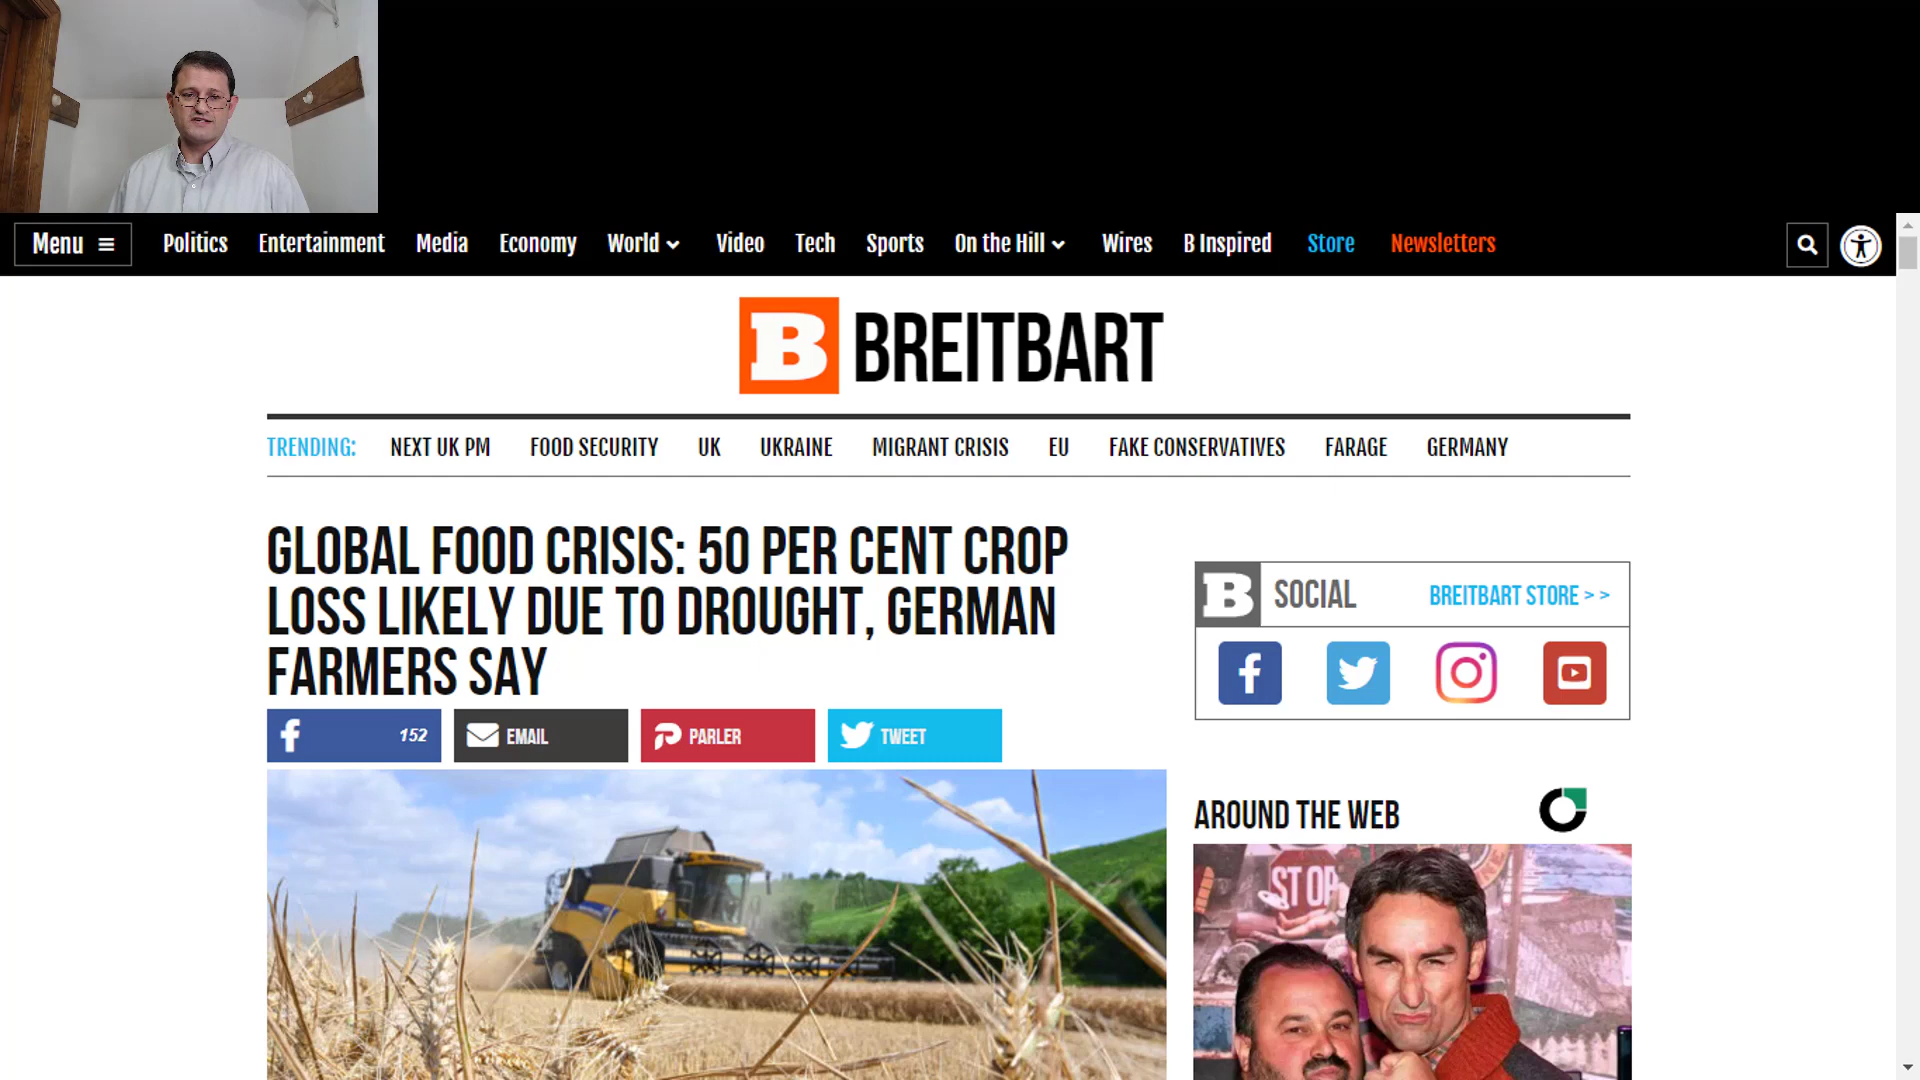 Menu Politics Entertainment Media Economy World Video Tech Sports On the Hill Wires B Inspired Store Newsletters
B BREITBART
TRENDING: NEXT UK PM FOOD SECURITY UK UKRAINE MIGRANT CRISIS EU FAKE CONSERVATIVES FARAGE GERMANY
GLOBAL FOOD CRISIS: 50 PER CENT CROP
LOSS LIKELY DUE TO DROUGHT, GERMAN
FARMERS SAY
152 EMAIL PARLER TWEET
B SOCIAL BREITBART STORE > >
AROUND THE WEB
STOP